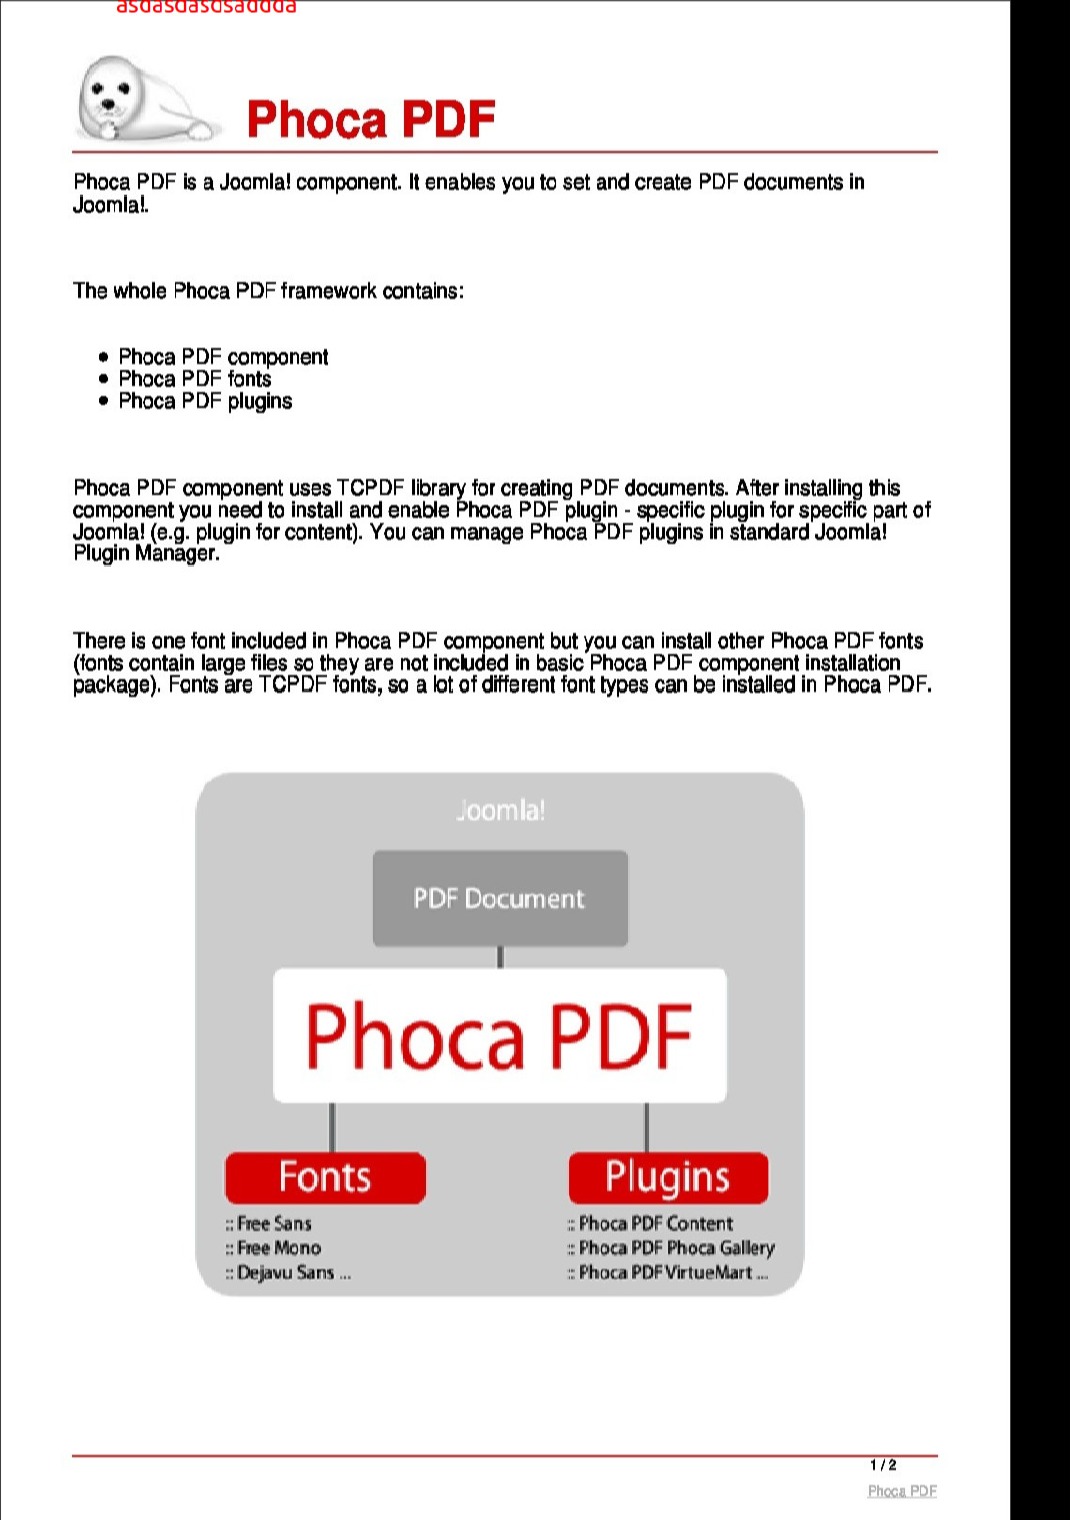 Phoca PDF
Phoca PDF is a Joomla! component. It enables you to set and create PDF documents in
Joomla!.
The whole Phoca PDF framework contains:
● Phoca PDF component
● Phoca PDF fonts
● Phoca PDF plugins
Phoca PDF component uses TCPDF library for creating PDF documents. After installing this
component you need to install and enable Phoca PDF plugin - specific plugin for specific part of
Joomla! (e.g. plugin for content). You can manage Phoca PDF plugins in standard Joomla!
Plugin Manager.
There is one font included in Phoca PDF component but you can install other Phoca PDF fonts
(fonts contain large files so they are not included in basic Phoca PDF component installation
package). Fonts are TCPDF fonts, so a lot of different font types can be installed in Phoca PDF.
Joomla!
PDF Document
Phoca PDF
Fonts
:: Free Sans
:: Free Mono
:: Dejavu Sans ...
Plugins
:: Phoca PDF Content
:: Phoca PDF Phoca Gallery
:: Phoca PDF VirtueMart ...
1 / 2
Phoca PDF